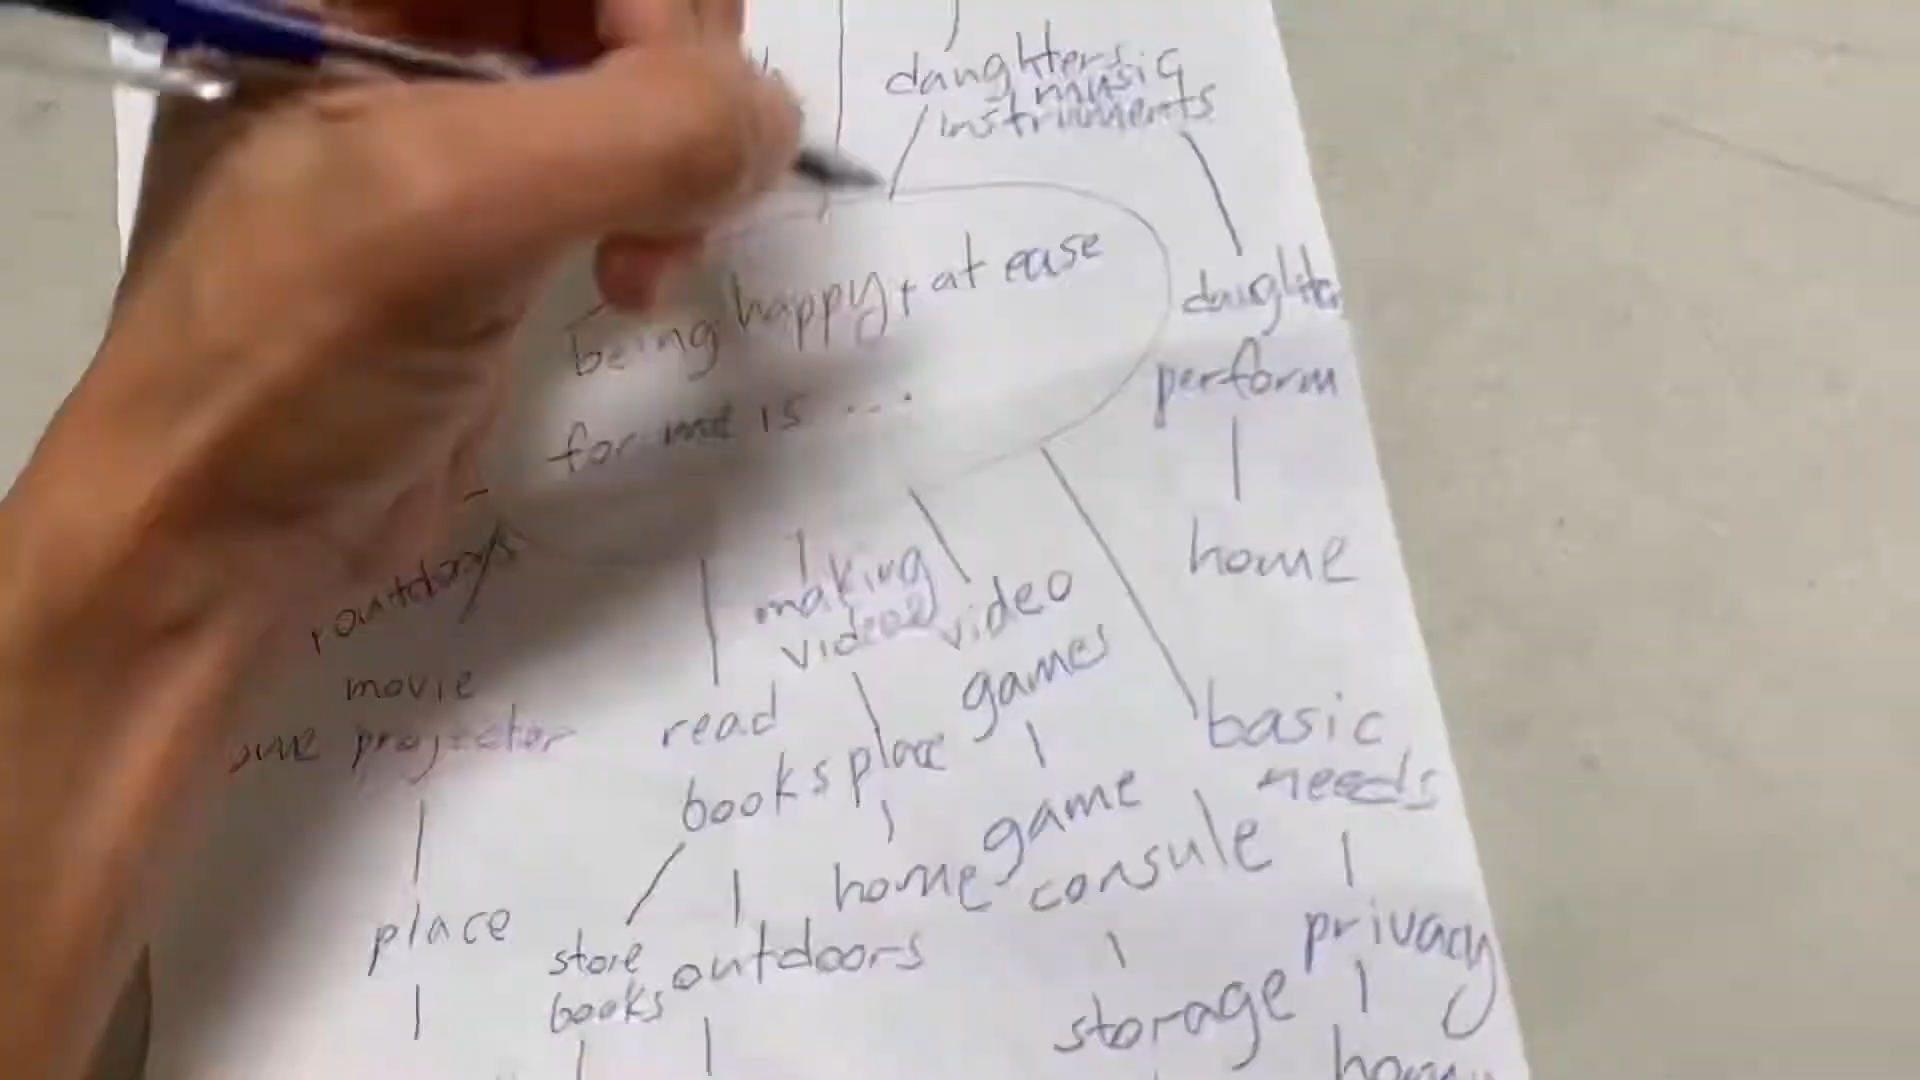 daughters
music
instruments
being happy + at ease
for me is ...
daughter
perform
home
making
videos
video
games
movie
projector
read
books
place
home
game
consule
basic
needs
privacy
place
store
books
outdoors
storage